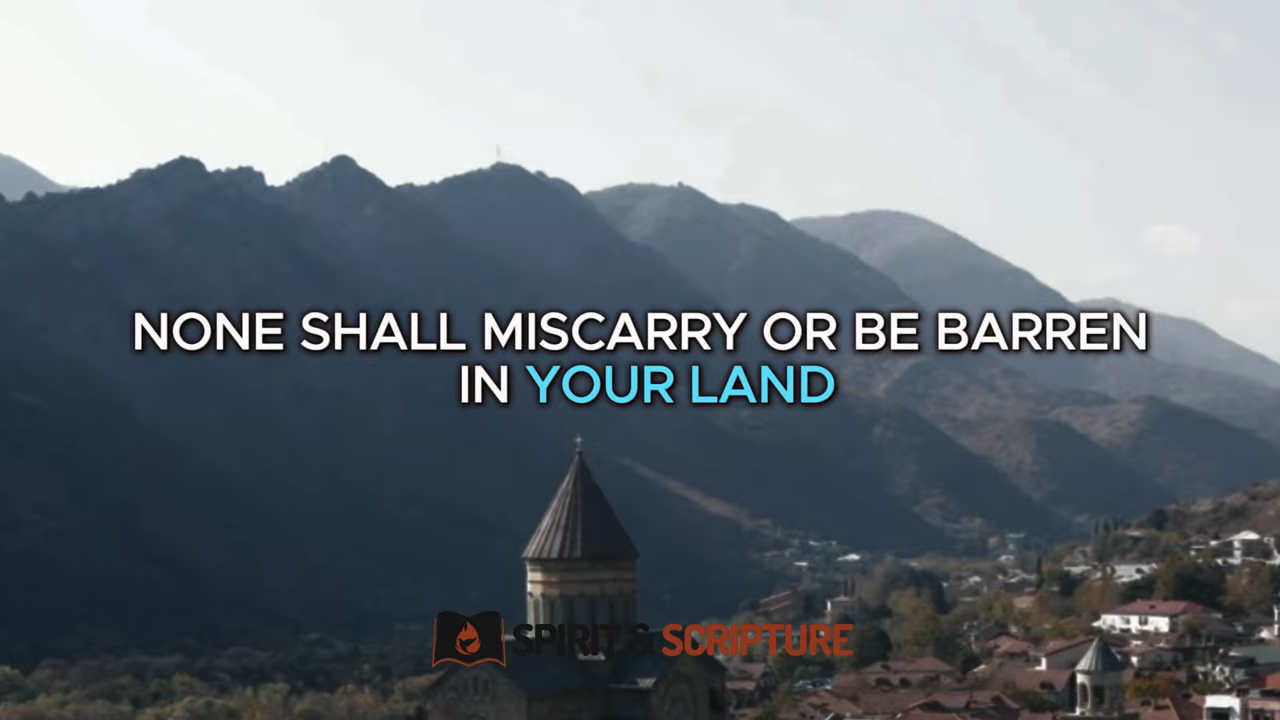 NONE SHALL MISCARRY OR BE BARREN
IN YOUR LAND
SPIRIT & SCRIPTURE